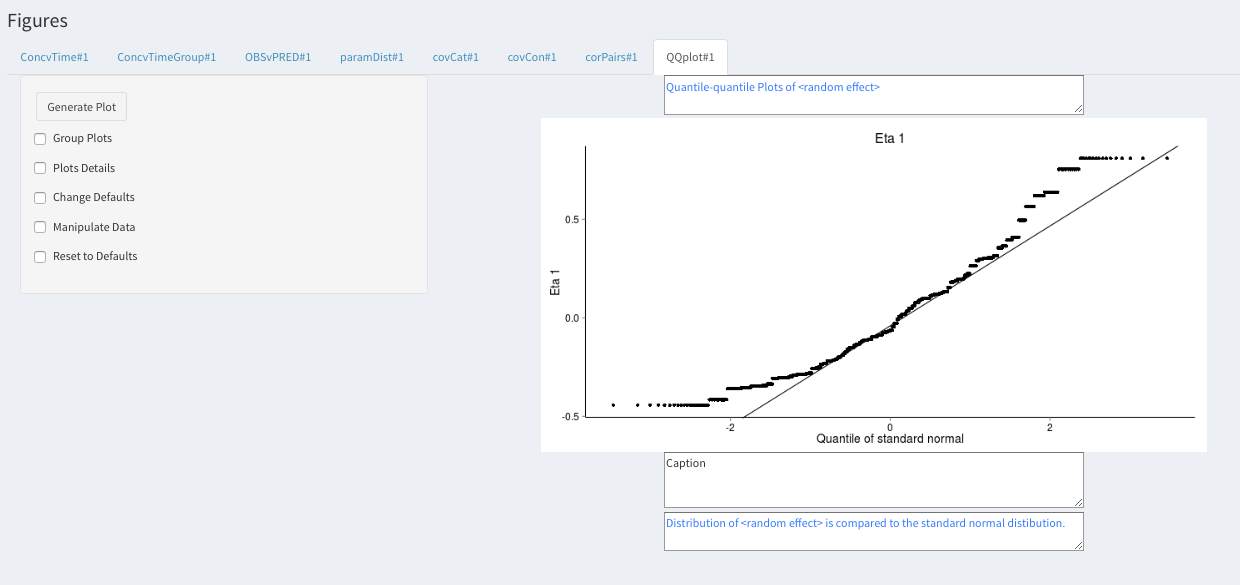 Figures
ConcvTime#1 ConcvTimeGroup#1 OBSvPRED#1 paramDist#1 covCat#1 covCon#1 corPairs#1 QQplot#1
Generate Plot
Group Plots
Plots Details
Change Defaults
Manipulate Data
Reset to Defaults
Quantile-quantile Plots of <random effect>
Eta 1
Eta 1
0.5
0.0
-0.5
-2 0 2
Quantile of standard normal
Caption
Distribution of <random effect> is compared to the standard normal distibution.